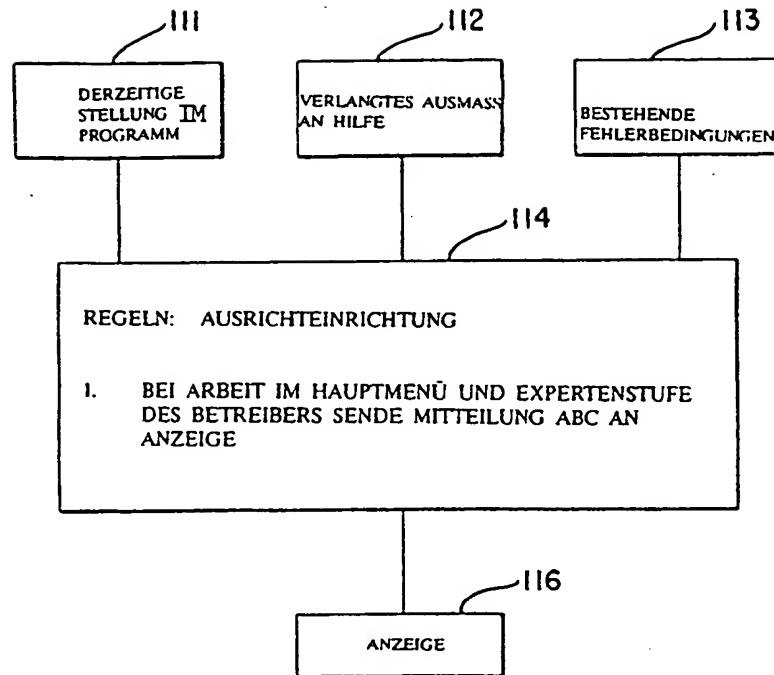 111
112
113
DERZEITIGE
STELLUNG IM
PROGRAMM
VERLANGTES AUSMASS
AN HILFE
BESTEHENDE
FEHLERBEDINGUNGEN
114
REGELN: AUSRICHTEINRICHTUNG
1. BEI ARBEIT IM HAUPTMENÜ UND EXPERTENSTUFE
DES BETREIBERS SENDE MITTEILUNG ABC AN
ANZEIGE
116
ANZEIGE